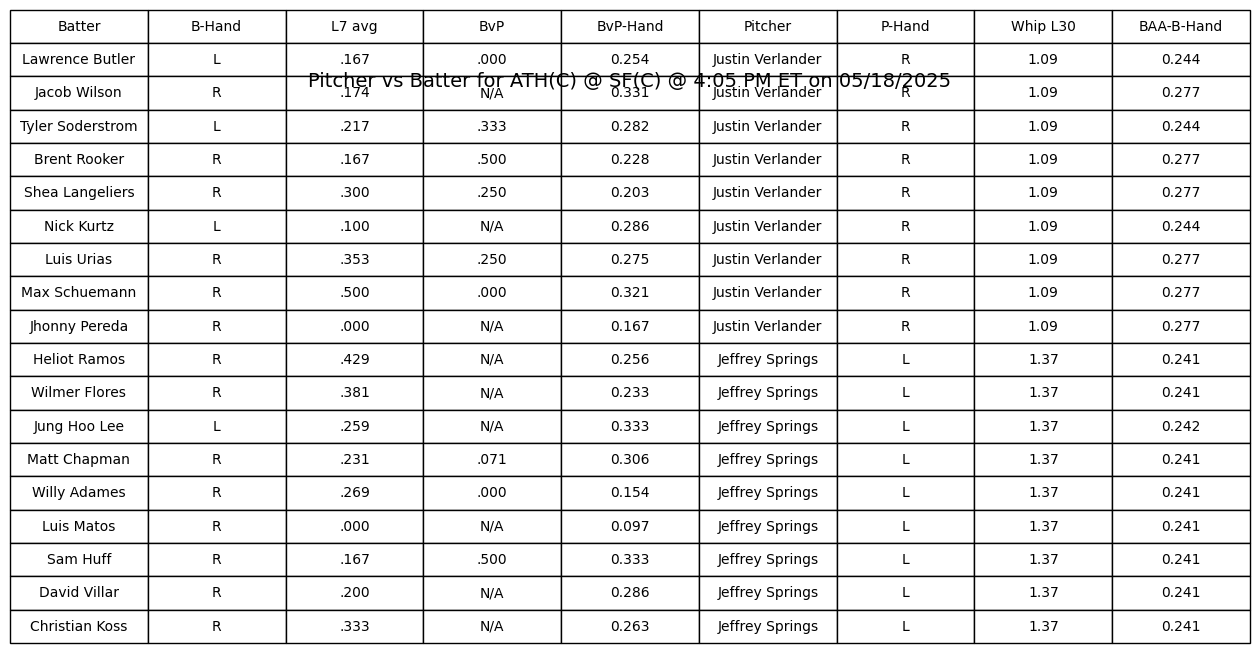 Batter B-Hand L7 avg BvP BvP-Hand Pitcher P-Hand Whip L30 BAA-B-Hand
Lawrence Butler L .167 .000 0.254 Justin Verlander R 1.09 0.244
Pitcher vs Batter for ATH(C) @ SF(C) @ 4:05 PM ET on 05/18/2025
Jacob Wilson R .174 N/A 0.331 Justin Verlander R 1.09 0.277
Tyler Soderstrom L .217 .333 0.282 Justin Verlander R 1.09 0.244
Brent Rooker R .167 .500 0.228 Justin Verlander R 1.09 0.277
Shea Langeliers R .300 .250 0.203 Justin Verlander R 1.09 0.277
Nick Kurtz L .100 N/A 0.286 Justin Verlander R 1.09 0.244
Luis Urias R .353 .250 0.275 Justin Verlander R 1.09 0.277
Max Schuemann R .500 .000 0.321 Justin Verlander R 1.09 0.277
Jhonny Pereda R .000 N/A 0.167 Justin Verlander R 1.09 0.277
Heliot Ramos R .429 N/A 0.256 Jeffrey Springs L 1.37 0.241
Wilmer Flores R .381 N/A 0.233 Jeffrey Springs L 1.37 0.241
Jung Hoo Lee L .259 N/A 0.333 Jeffrey Springs L 1.37 0.242
Matt Chapman R .231 .071 0.306 Jeffrey Springs L 1.37 0.241
Willy Adames R .269 .000 0.154 Jeffrey Springs L 1.37 0.241
Luis Matos R .000 N/A 0.097 Jeffrey Springs L 1.37 0.241
Sam Huff R .167 .500 0.333 Jeffrey Springs L 1.37 0.241
David Villar R .200 N/A 0.286 Jeffrey Springs L 1.37 0.241
Christian Koss R .333 N/A 0.263 Jeffrey Springs L 1.37 0.241